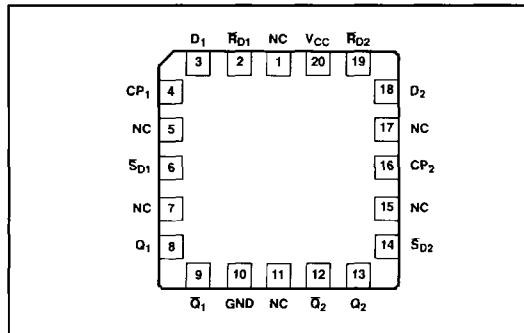 D₁ R̅D1 NC VCC R̅D2
3 2 1 20 19
CP₁ 4 18 D₂
NC 5 17 NC
S̅D1 6 16 CP₂
NC 7 15 NC
Q₁ 8 14 S̅D2
9 10 11 12 13
Q̅₁ GND NC Q̅₂ Q₂